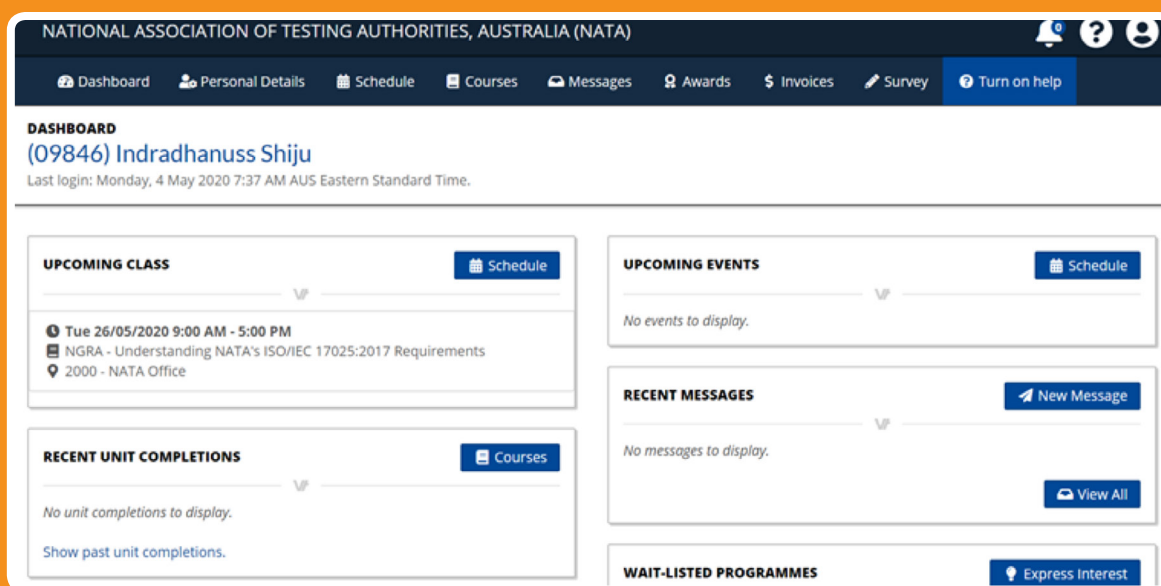 NATIONAL ASSOCIATION OF TESTING AUTHORITIES, AUSTRALIA (NATA)
0
Dashboard Personal Details Schedule Courses Messages Awards $ Invoices Survey Turn on help
DASHBOARD
(09846) Indradhanuss Shiju
Last login: Monday, 4 May 2020 7:37 AM AUS Eastern Standard Time.
UPCOMING CLASS
Schedule
Tue 26/05/2020 9:00 AM - 5:00 PM
NGRA - Understanding NATA's ISO/IEC 17025:2017 Requirements
2000 - NATA Office
RECENT UNIT COMPLETIONS
Courses
No unit completions to display.
Show past unit completions.
UPCOMING EVENTS
Schedule
No events to display.
RECENT MESSAGES
New Message
No messages to display.
View All
WAIT-LISTED PROGRAMMES
Express Interest